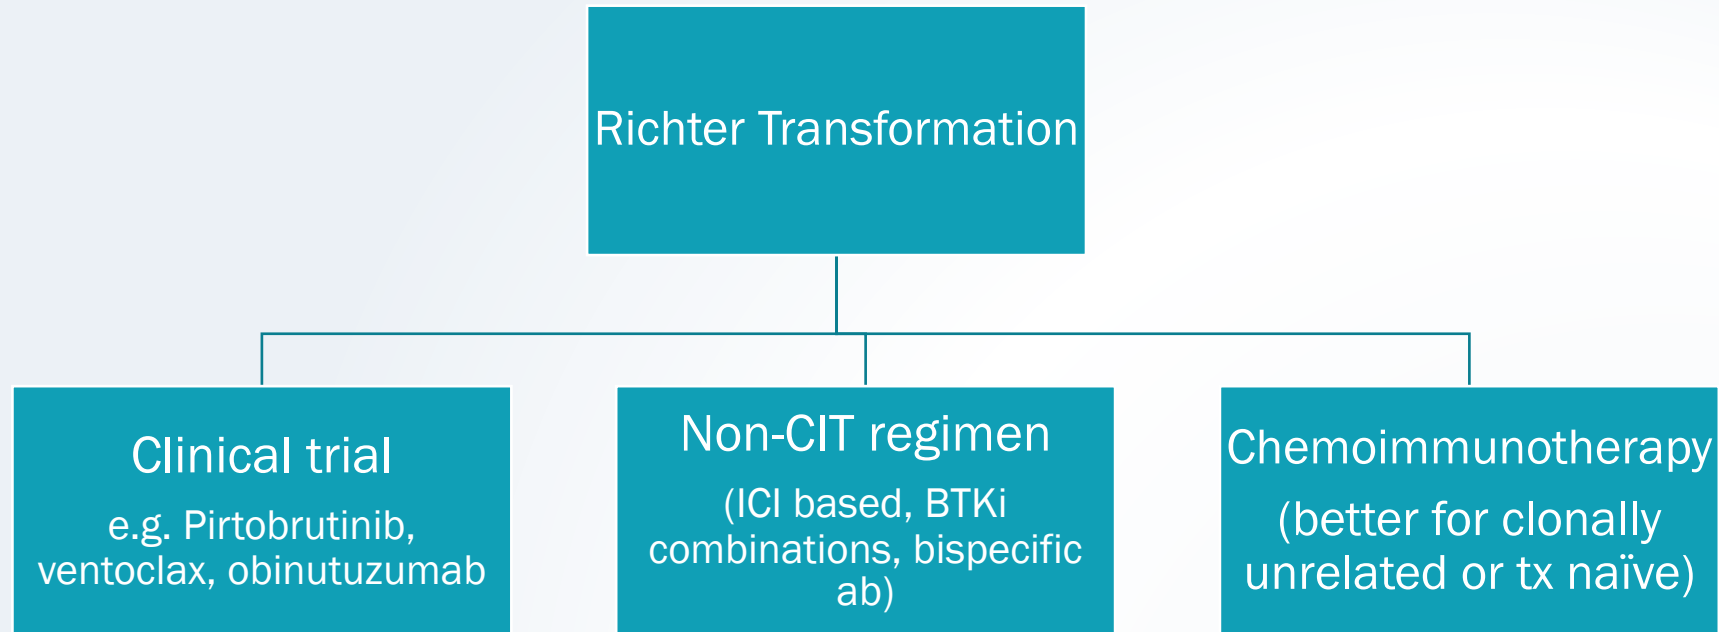 Richter Transformation
Clinical trial
e.g. Pirtobrutinib,
ventoclax, obinutuzumab
Non-CIT regimen
(ICI based, BTKi
combinations, bispecific
ab)
Chemoimmunotherapy
(better for clonally
unrelated or tx naïve)